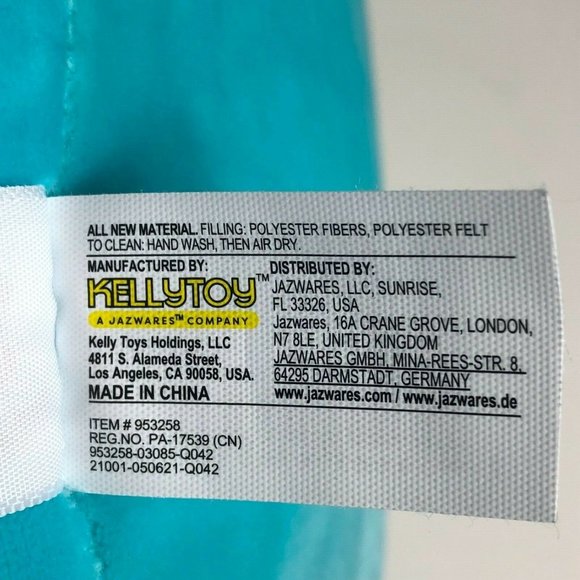 ALL NEW MATERIAL. FILLING: POLYESTER FIBERS, POLYESTER FELT
TO CLEAN: HAND WASH, THEN AIR DRY.
MANUFACTURED BY:
KELLYTOY™
A JAZWARES™ COMPANY
Kelly Toys Holdings, LLC
4811 S. Alameda Street,
Los Angeles, CA 90058, USA.
MADE IN CHINA
DISTRIBUTED BY:
JAZWARES, LLC, SUNRISE,
FL 33326, USA
Jazwares, 16A CRANE GROVE, LONDON,
N7 8LE, UNITED KINGDOM
JAZWARES GMBH, MINA-REES-STR. 8,
64295 DARMSTADT, GERMANY
www.jazwares.com / www.jazwares.de
ITEM # 953258
REG.NO. PA-17539 (CN)
953258-03085-Q042
21001-050621-Q042